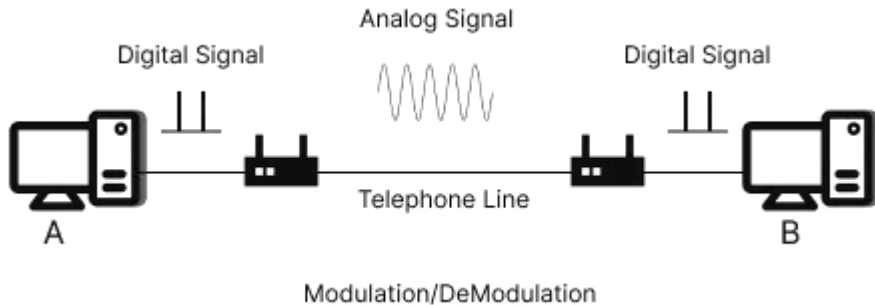 Analog Signal
Digital Signal
Digital Signal
Telephone Line
A
B
Modulation/DeModulation